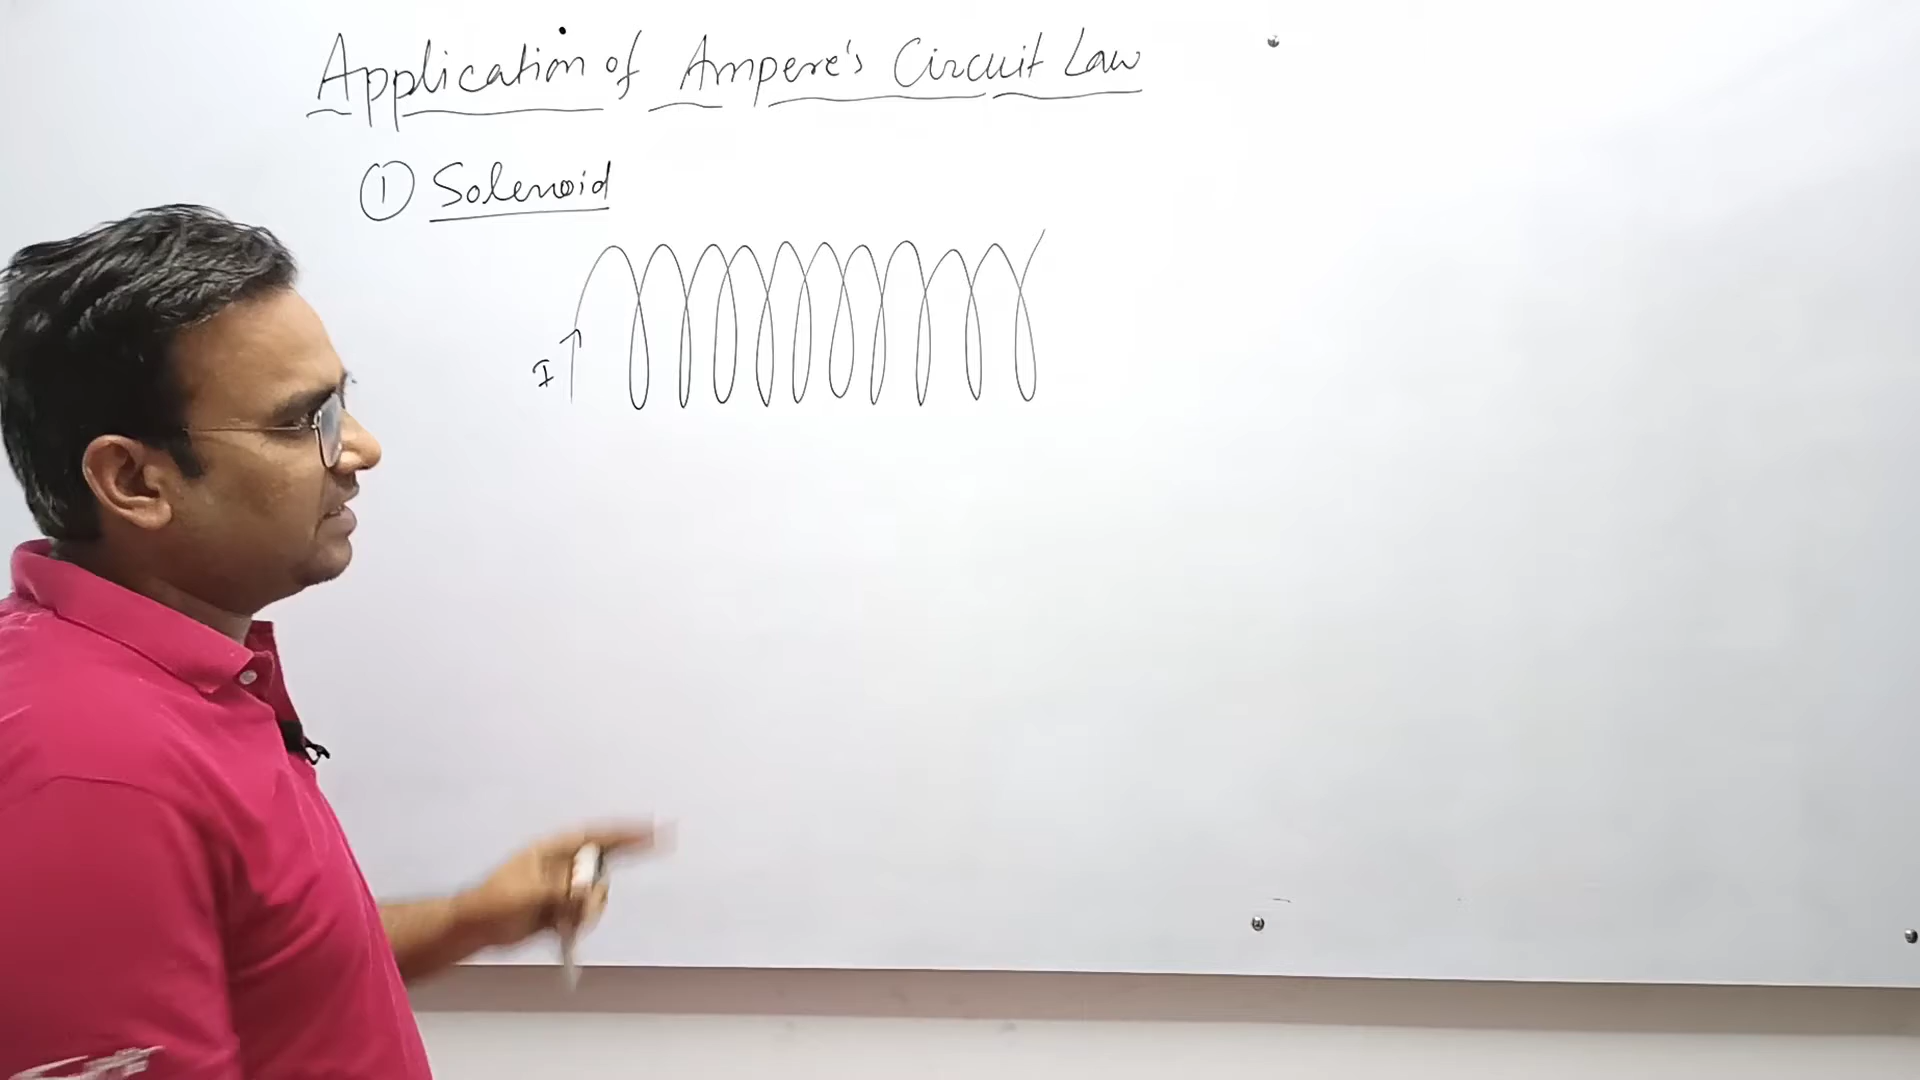 Application of Ampere's Circuit Law
① Solenoid
I